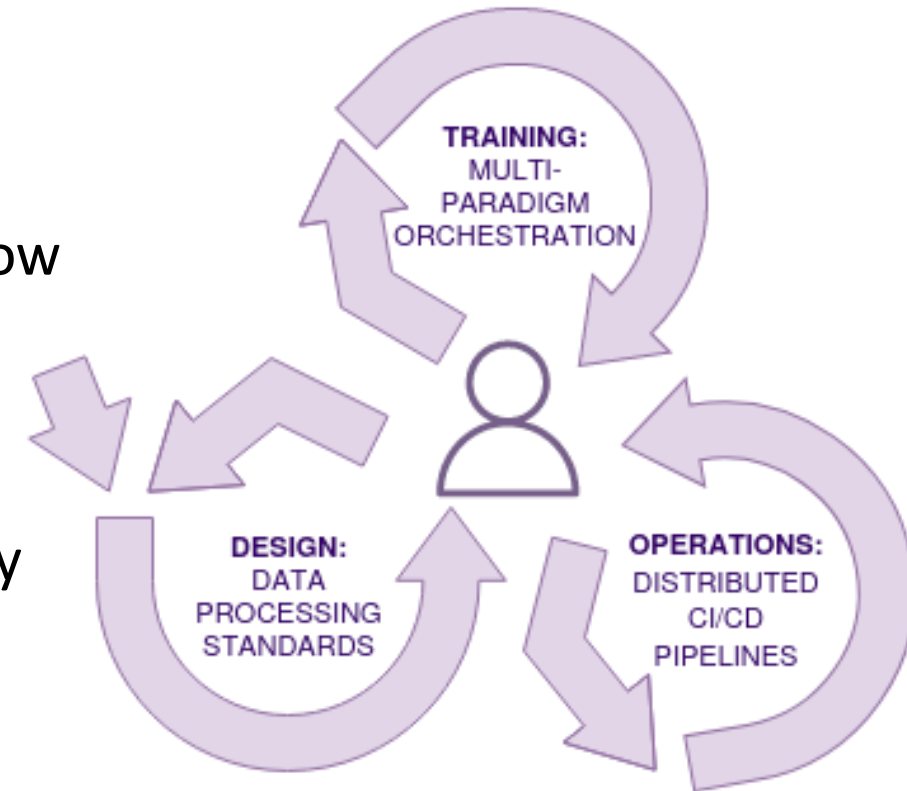 TRAINING:
MULTI-
PARADIGM
ORCHESTRATION
DESIGN:
DATA
PROCESSING
STANDARDS
OPERATIONS:
DISTRIBUTED
CI/CD
PIPELINES